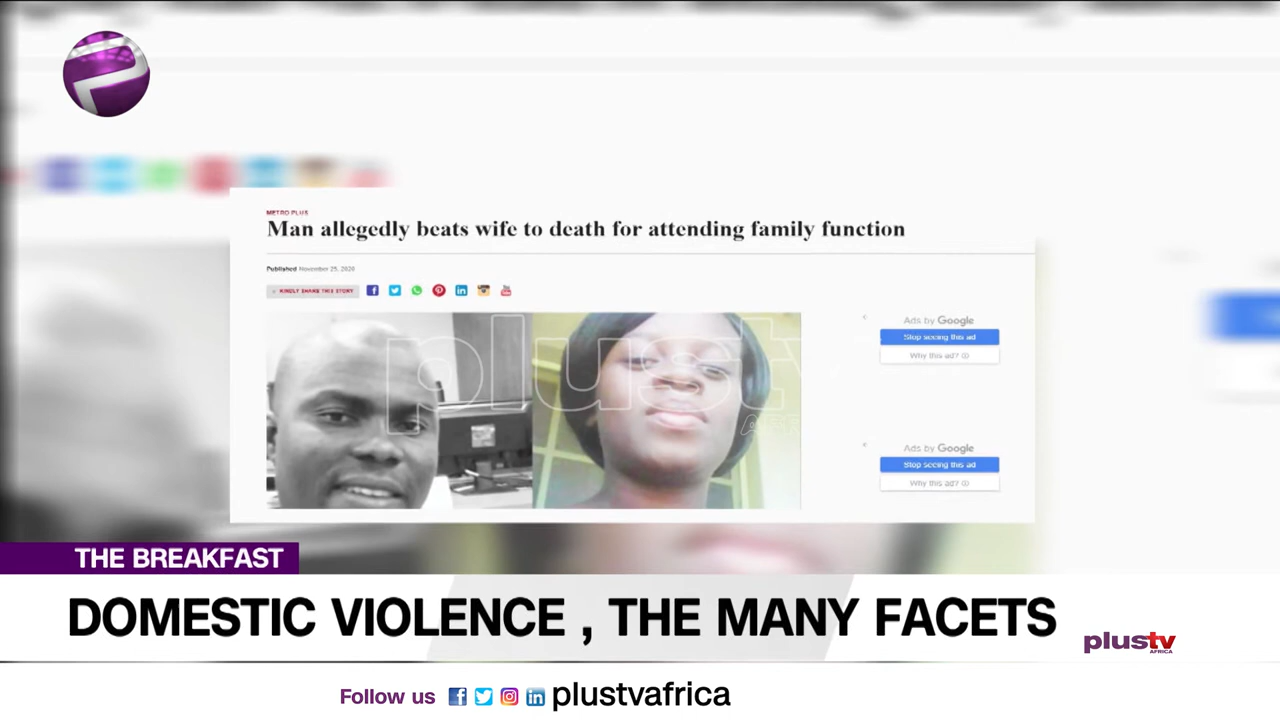 METRO PLUS
Man allegedly beats wife to death for attending family function
Published November 25, 2020
KINDLY SHARE THIS STORY
plustv
Ads by Google
Stop seeing this ad
Why this ad?
Ads by Google
Stop seeing this ad
Why this ad?
THE BREAKFAST
DOMESTIC VIOLENCE , THE MANY FACETS
plustv
AFRICA
Follow us plustvafrica